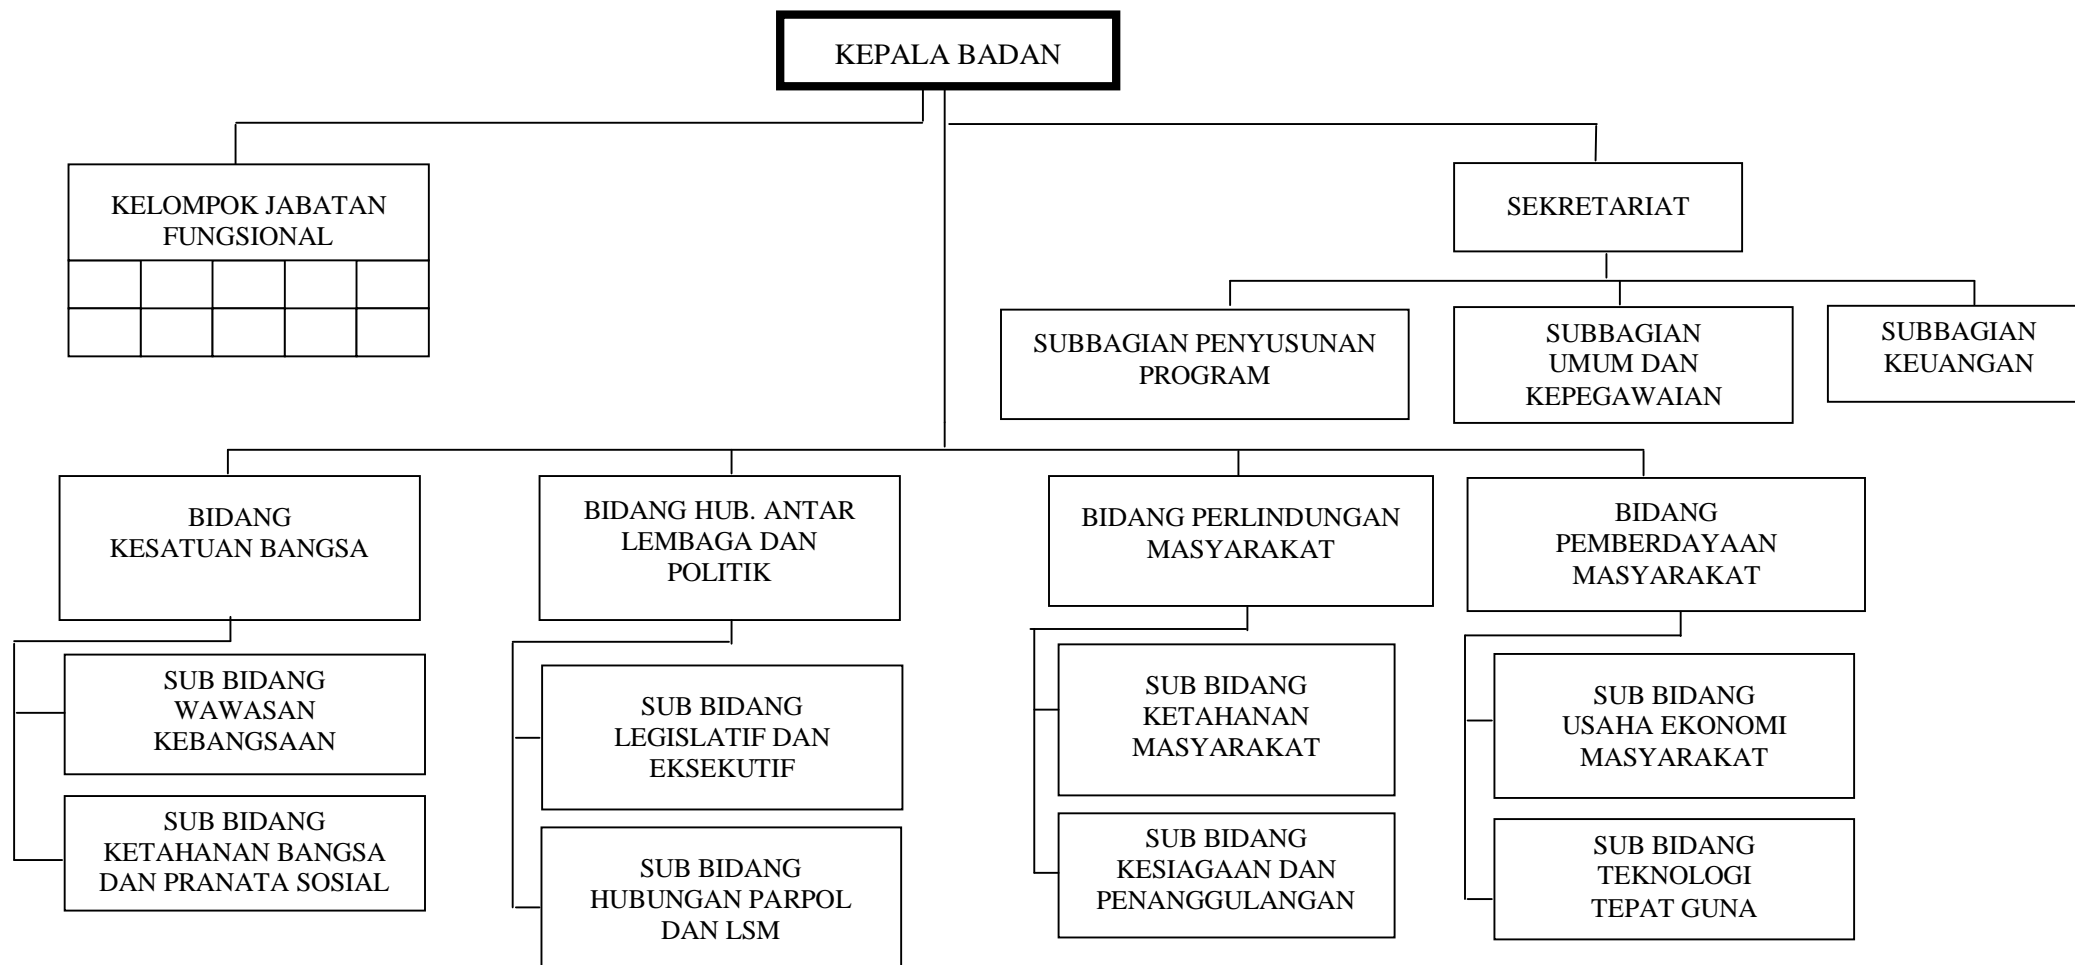 KEPALA BADAN
KELOMPOK JABATAN
FUNGSIONAL
SEKRETARIAT
SUBBAGIAN PENYUSUNAN
PROGRAM
SUBBAGIAN
UMUM DAN
KEPEGAWAIAN
SUBBAGIAN
KEUANGAN
BIDANG
KESATUAN BANGSA
BIDANG HUB. ANTAR
LEMBAGA DAN
POLITIK
BIDANG PERLINDUNGAN
MASYARAKAT
BIDANG
PEMBERDAYAAN
MASYARAKAT
SUB BIDANG
WAWASAN
KEBANGSAAN
SUB BIDANG
KETAHANAN BANGSA
DAN PRANATA SOSIAL
SUB BIDANG
LEGISLATIF DAN
EKSEKUTIF
SUB BIDANG
HUBUNGAN PARPOL
DAN LSM
SUB BIDANG
KETAHANAN
MASYARAKAT
SUB BIDANG
KESIAGAAN DAN
PENANGGULANGAN
SUB BIDANG
USAHA EKONOMI
MASYARAKAT
SUB BIDANG
TEKNOLOGI
TEPAT GUNA